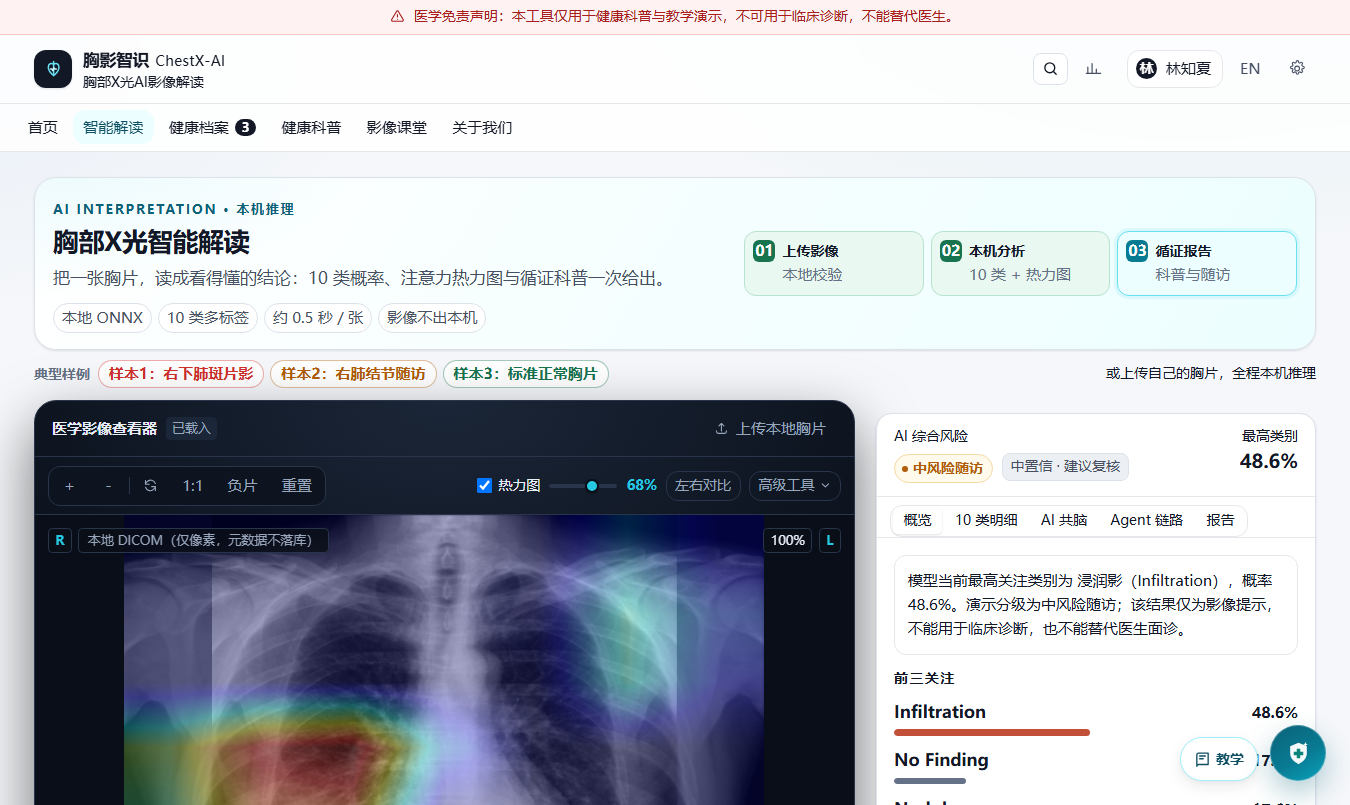 医学免责声明：本工具仅用于健康科普与教学演示，不可用于临床诊断，不能替代医生。
胸影智识 ChestX-AI
胸部X光AI影像解读
林 林知夏 EN
首页 智能解读 健康档案 3 健康科普 影像课堂 关于我们
AI INTERPRETATION • 本机推理
胸部X光智能解读
把一张胸片，读成看得懂的结论：10 类概率、注意力热力图与循证科普一次给出。
本地 ONNX 10 类多标签 约 0.5 秒 / 张 影像不出本机
01 上传影像
本地校验
02 本机分析
10 类 + 热力图
03 循证报告
科普与随访
典型样例 样本1：右下肺斑片影 样本2：右肺结节随访 样本3：标准正常胸片
或上传自己的胸片，全程本机推理
医学影像查看器 已载入 上传本地胸片
+ - 1:1 负片 重置 热力图 68% 左右对比 高级工具
R 本地 DICOM（仅像素，元数据不落库） 100% L
AI 综合风险
中风险随访 中置信 · 建议复核
最高类别
48.6%
概览 10 类明细 AI 共脑 Agent 链路 报告
模型当前最高关注类别为 浸润影（Infiltration），概率
48.6%。演示分级为中风险随访；该结果仅为影像提示，
不能用于临床诊断，也不能替代医生面诊。
前三关注
Infiltration 48.6%
No Finding
教学